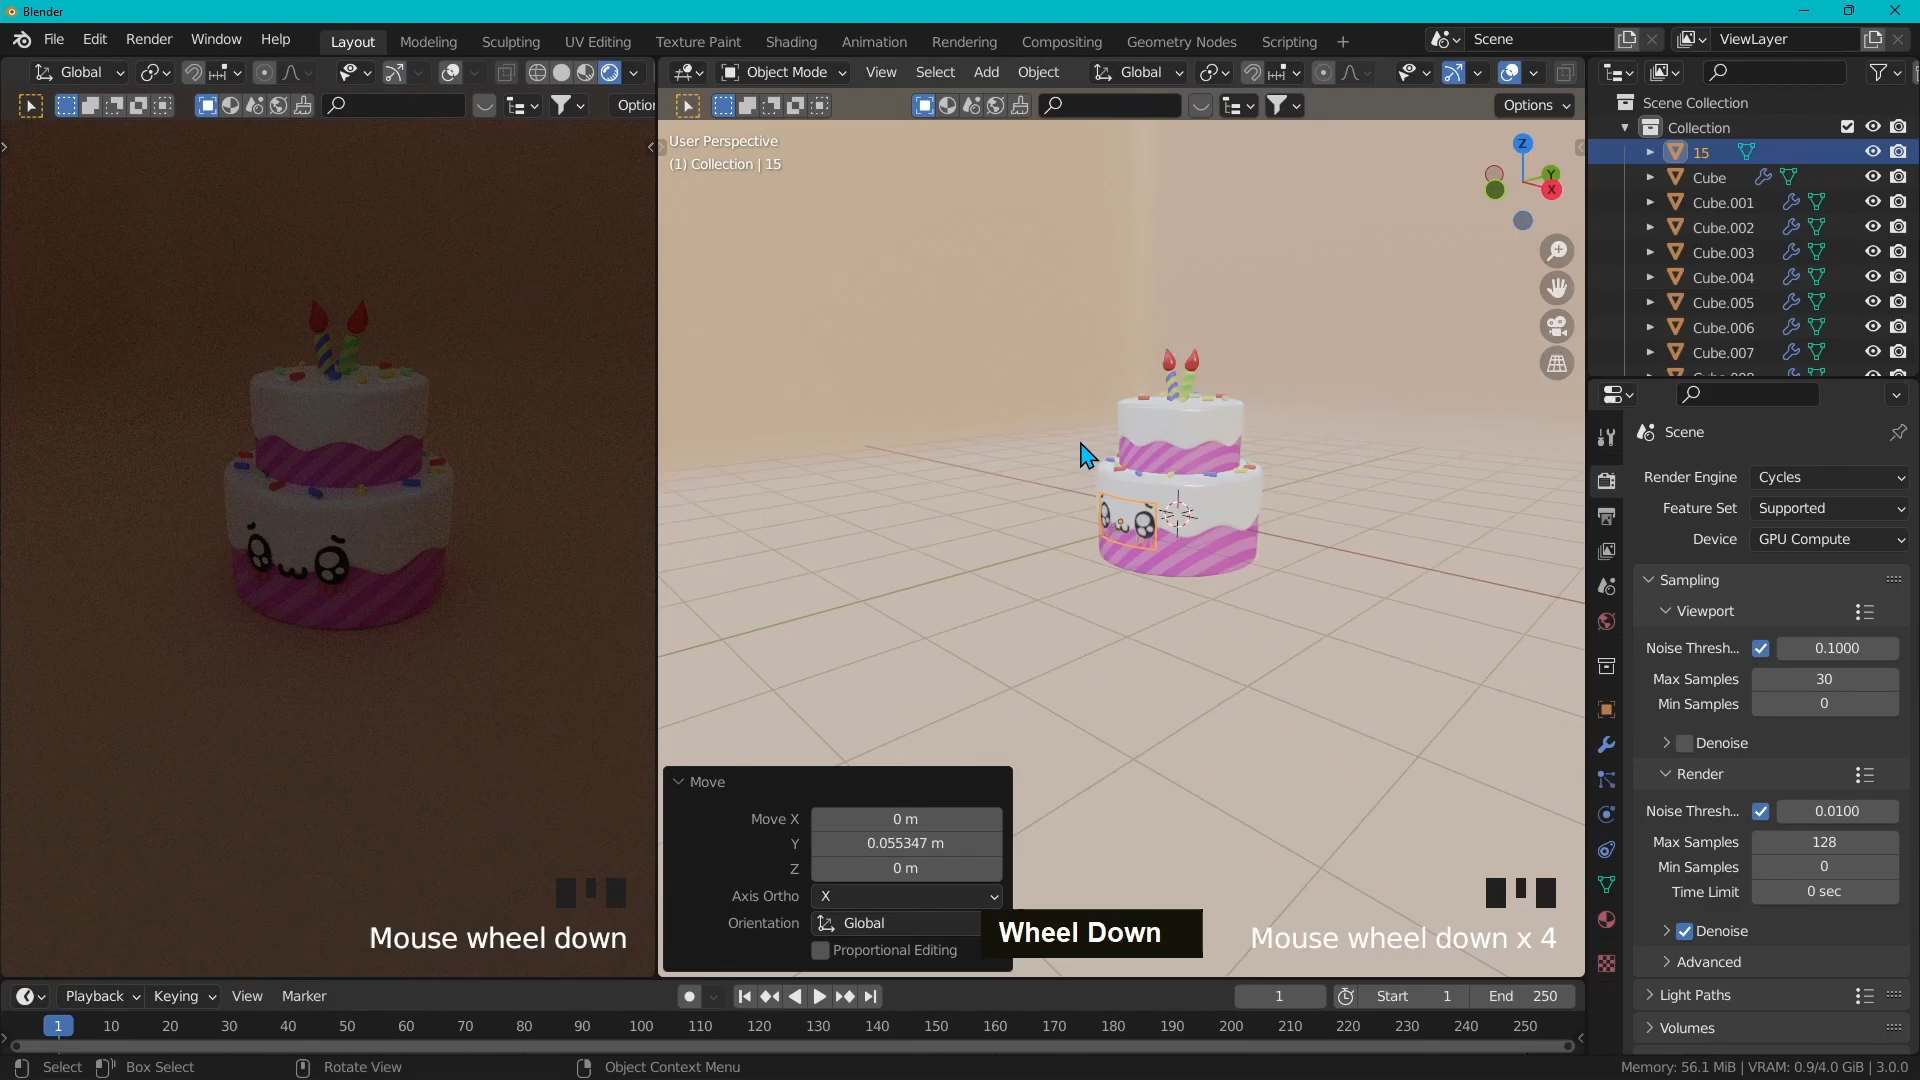 Blender
File Edit Render Window Help Layout Modeling Sculpting UV Editing Texture Paint Shading Animation Rendering Compositing Geometry Nodes Scripting + Scene ViewLayer
Global Object Mode View Select Add Object Global
Option Options
Scene Collection
Collection
15
Cube
Cube.001
Cube.002
Cube.003
Cube.004
Cube.005
Cube.006
Cube.007
User Perspective
(1) Collection | 15
Z
Y
X
Scene
Render Engine Cycles
Feature Set Supported
Device GPU Compute
Sampling
Viewport
Noise Thresh... 0.1000
Max Samples 30
Min Samples 0
Denoise
Render
Noise Thresh... 0.0100
Max Samples 128
Min Samples 0
Time Limit 0 sec
Denoise
Advanced
Light Paths
Volumes
Move
Move X 0 m
Y 0.055347 m
Z 0 m
Axis Ortho X
Orientation Global
Proportional Editing
Mouse wheel down
Wheel Down
Mouse wheel down x 4
Playback Keying View Marker 1 Start 1 End 250
1 10 20 30 40 50 60 70 80 90 100 110 120 130 140 150 160 170 180 190 200 210 220 230 240 250
Select Box Select Rotate View Object Context Menu Memory: 56.1 MiB | VRAM: 0.9/4.0 GiB | 3.0.0